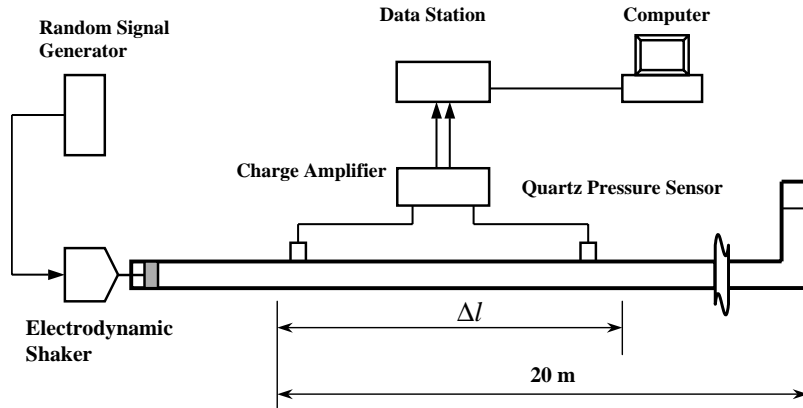 Random Signal
Generator
Data Station
Computer
Charge Amplifier
Quartz Pressure Sensor
Electrodynamic
Shaker
Δl
20 m